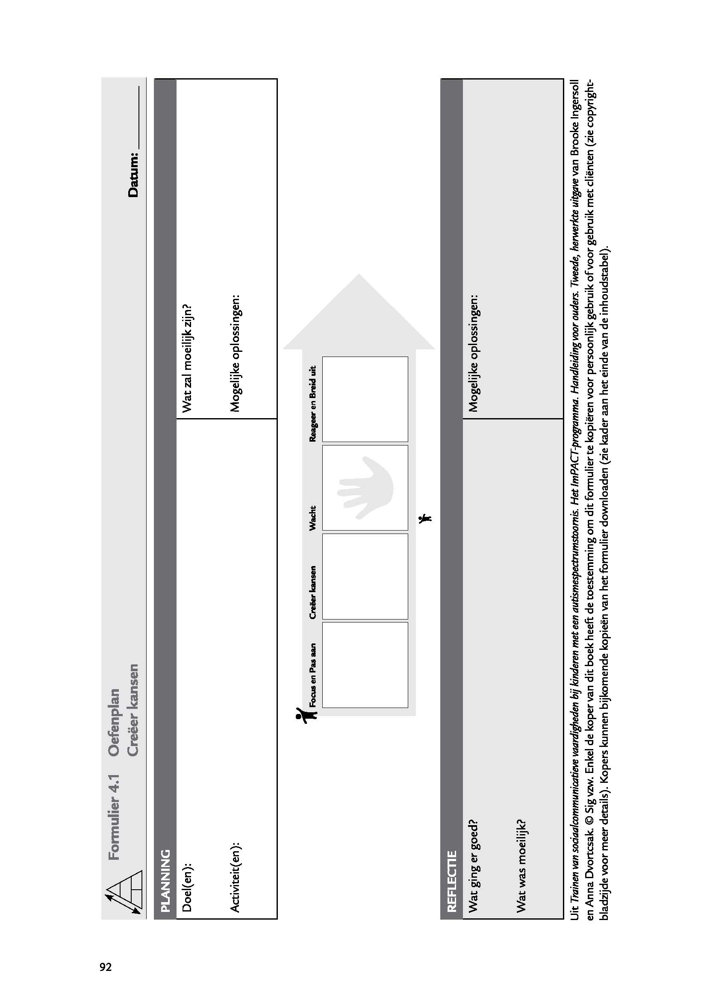 Formulier 4.1 Oefenplan
Creëer kansen
Datum:
PLANNING
Doel(en):
Activiteit(en):
Wat zal moeilijk zijn?
Mogelijke oplossingen:
Focus en Pas aan
Creëer kansen
Wacht
Reageer en Breid uit
REFLECTIE
Wat ging er goed?
Wat was moeilijk?
Mogelijke oplossingen:
Uit Trainen van sociaalcommunicatieve vaardigheden bij kinderen met een autismespectrumstoornis. Het ImPACT-programma. Handleiding voor ouders. Tweede, herwerkte uitgave van Brooke Ingersoll
en Anna Dvortcsak. © Sig vzw. Enkel de koper van dit boek heeft de toestemming om dit formulier te kopiëren voor persoonlijk gebruik of voor gebruik met cliënten (zie copyright-
bladzijde voor meer details). Kopers kunnen bijkomende kopieën van het formulier downloaden (zie kader aan het einde van de inhoudstabel).
92